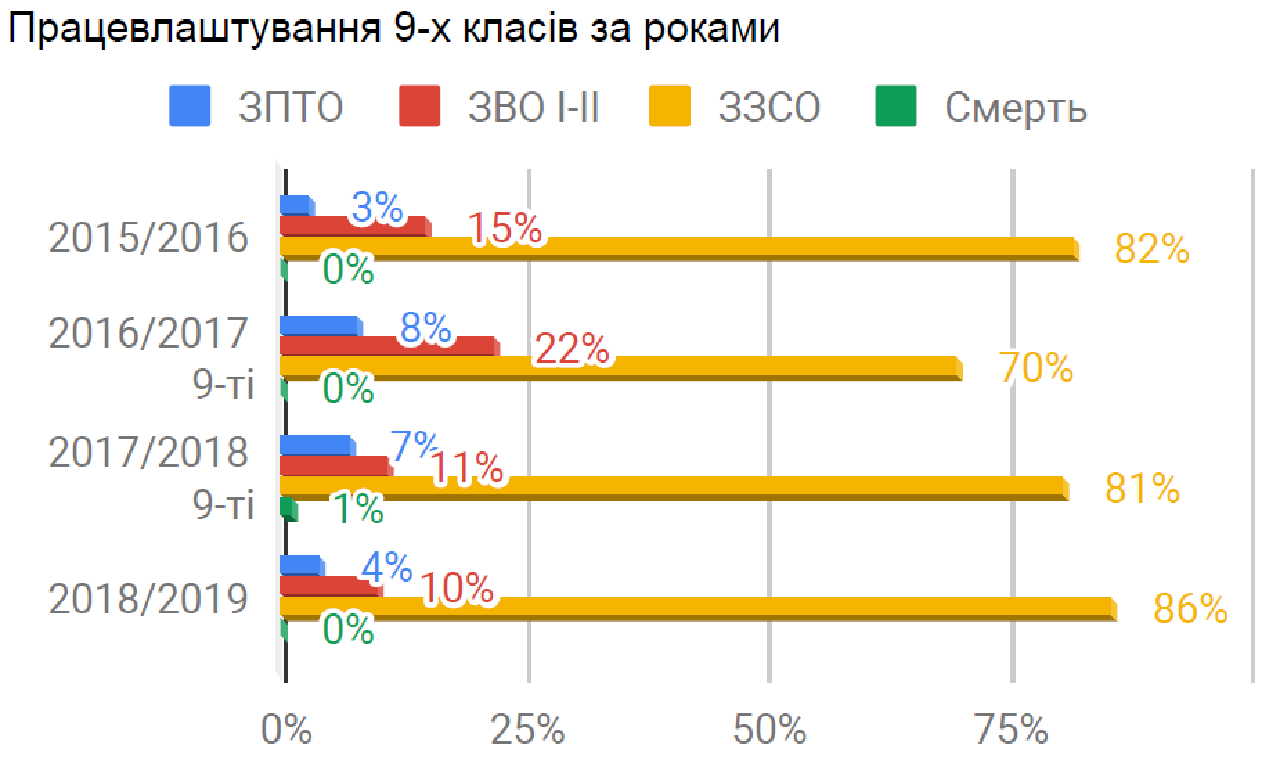 Працевлаштування 9-х класів за роками
ЗПТО ЗВО І-ІІ ЗЗСО Смерть
2015/2016 3% 15% 82% 0%
2016/2017 9-ті 8% 22% 70% 0%
2017/2018 9-ті 7% 11% 81% 1%
2018/2019 4% 10% 86% 0%
0% 25% 50% 75%